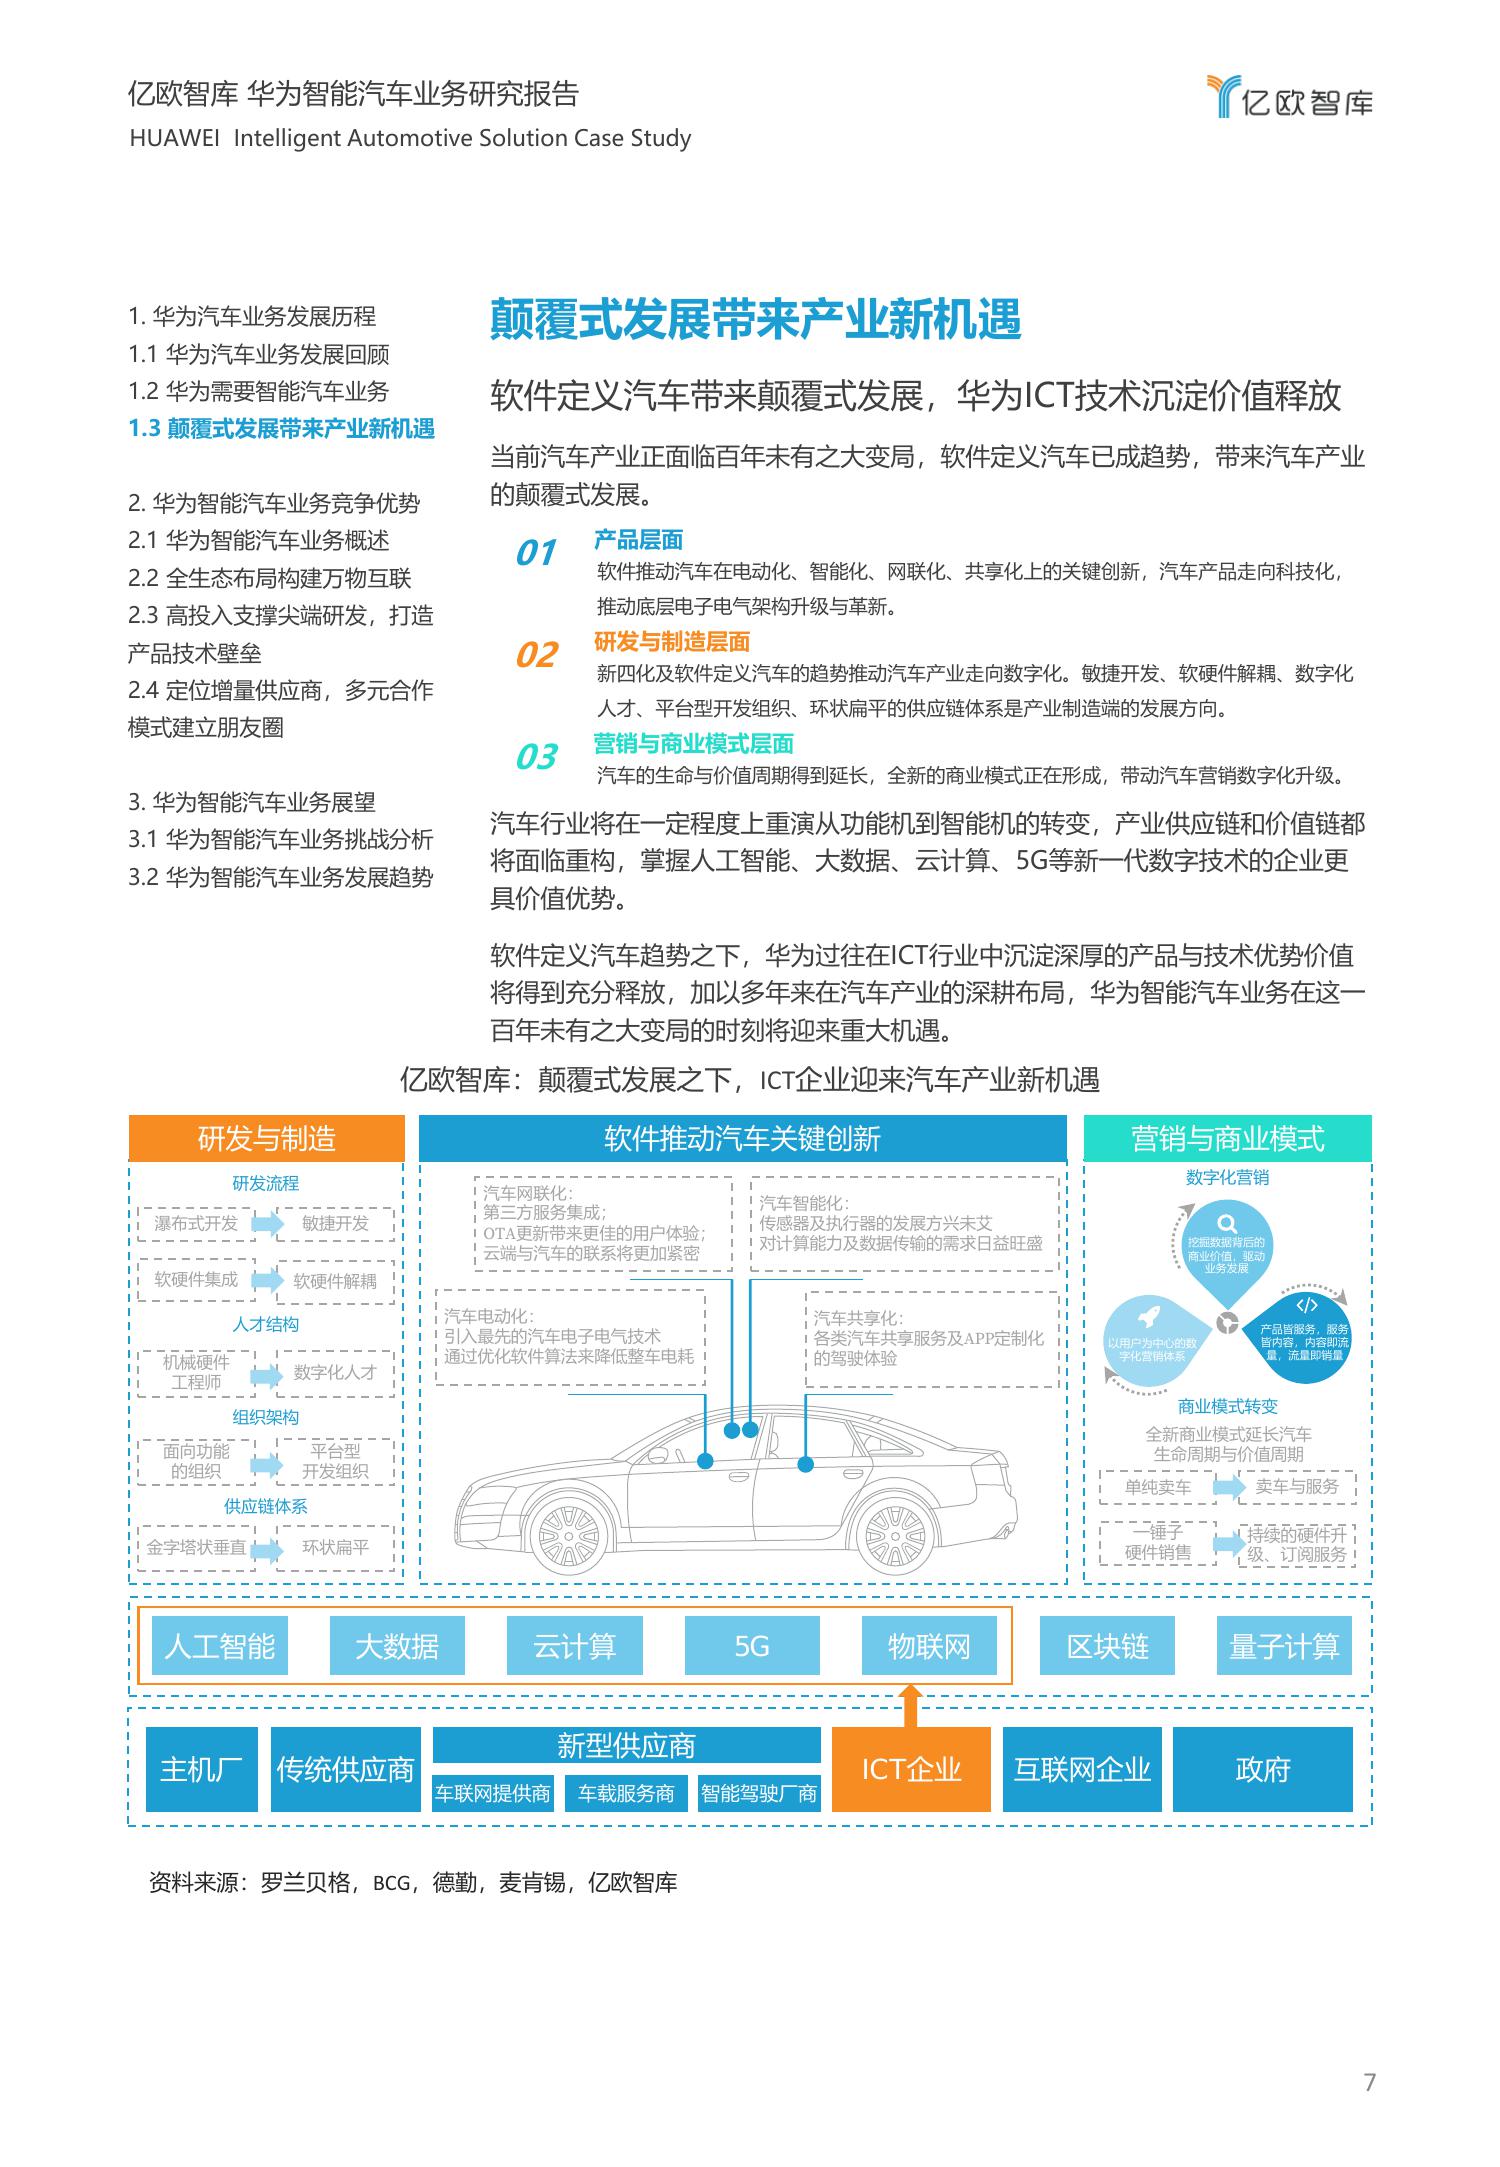 亿欧智库 华为智能汽车业务研究报告
HUAWEI Intelligent Automotive Solution Case Study
亿欧智库
1. 华为汽车业务发展历程
1.1 华为汽车业务发展回顾
1.2 华为需要智能汽车业务
1.3 颠覆式发展带来产业新机遇
2. 华为智能汽车业务竞争优势
2.1 华为智能汽车业务概述
2.2 全生态布局构建万物互联
2.3 高投入支撑尖端研发，打造
产品技术壁垒
2.4 定位增量供应商，多元合作
模式建立朋友圈
3. 华为智能汽车业务展望
3.1 华为智能汽车业务挑战分析
3.2 华为智能汽车业务发展趋势
颠覆式发展带来产业新机遇
软件定义汽车带来颠覆式发展，华为ICT技术沉淀价值释放
当前汽车产业正面临百年未有之大变局，软件定义汽车已成趋势，带来汽车产业
的颠覆式发展。
01 产品层面
软件推动汽车在电动化、智能化、网联化、共享化上的关键创新，汽车产品走向科技化，
推动底层电子电气架构升级与革新。
02 研发与制造层面
新四化及软件定义汽车的趋势推动汽车产业走向数字化。敏捷开发、软硬件解耦、数字化
人才、平台型开发组织、环状扁平的供应链体系是产业制造端的发展方向。
03 营销与商业模式层面
汽车的生命与价值周期得到延长，全新的商业模式正在形成，带动汽车营销数字化升级。
汽车行业将在一定程度上重演从功能机到智能机的转变，产业供应链和价值链都
将面临重构，掌握人工智能、大数据、云计算、5G等新一代数字技术的企业更
具价值优势。
软件定义汽车趋势之下，华为过往在ICT行业中沉淀深厚的产品与技术优势价值
将得到充分释放，加以多年来在汽车产业的深耕布局，华为智能汽车业务在这一
百年未有之大变局的时刻将迎来重大机遇。
亿欧智库：颠覆式发展之下，ICT企业迎来汽车产业新机遇
研发与制造
研发流程
瀑布式开发 敏捷开发
软硬件集成 软硬件解耦
人才结构
机械硬件
工程师
数字化人才
组织架构
面向功能
的组织
平台型
开发组织
供应链体系
金字塔状垂直 环状扁平
软件推动汽车关键创新
汽车网联化：
第三方服务集成；
OTA更新带来更佳的用户体验；
云端与汽车的联系将更加紧密
汽车智能化：
传感器及执行器的发展方兴未艾
对计算能力及数据传输的需求日益旺盛
汽车电动化：
引入最先的汽车电子电气技术
通过优化软件算法来降低整车电耗
汽车共享化：
各类汽车共享服务及APP定制化
的驾驶体验
营销与商业模式
数字化营销
挖掘数据背后的
商业价值，驱动
业务发展
以用户为中心的数
字化营销体系
产品皆服务，服务
皆内容，内容即流
量，流量即销量
商业模式转变
全新商业模式延长汽车
生命周期与价值周期
单纯卖车 卖车与服务
一锤子
硬件销售
持续的硬件升
级、订阅服务
人工智能 大数据 云计算 5G 物联网 区块链 量子计算
主机厂 传统供应商
新型供应商
车联网提供商 车载服务商 智能驾驶厂商
ICT企业 互联网企业 政府
资料来源：罗兰贝格，BCG，德勤，麦肯锡，亿欧智库
7